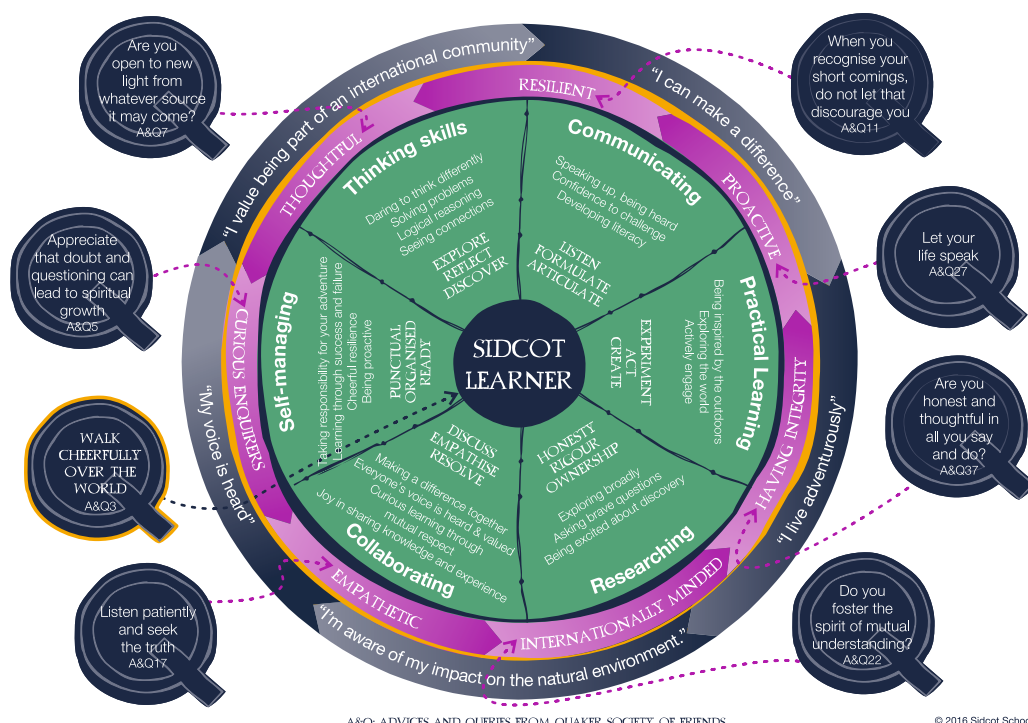 Are you
open to new
light from
whatever source
it may come?
A&Q7
Appreciate
that doubt and
questioning can
lead to spiritual
growth
A&Q5
WALK
CHEERFULLY
OVER THE
WORLD
A&Q3
Listen patiently
and seek
the truth
A&Q17
When you
recognise your
short comings,
do not let that
discourage you
A&Q11
Let your
life speak
A&Q27
Are you
honest and
thoughtful in
all you say
and do?
A&Q37
Do you
foster the
spirit of mutual
understanding?
A&Q22
"I value being part of an international community"
"I can make a difference"
"I live adventurously"
"I'm aware of my impact on the natural environment."
"My voice is heard"
RESILIENT
PROACTIVE
HAVING INTEGRITY
INTERNATIONALLY MINDED
EMPATHETIC
CURIOUS ENQUIRERS
THOUGHTFUL
Thinking skills
Daring to think differently
Solving problems
Logical reasoning
Seeing connections
EXPLORE
REFLECT
DISCOVER
Communicating
Speaking up, being heard
Confidence to challenge
Developing literacy
LISTEN
FORMULATE
ARTICULATE
Practical Learning
Being inspired by the outdoors
Exploring the world
Actively engage
EXPERIMENT
ACT
CREATE
HONESTY
RIGOUR
OWNERSHIP
Exploring broadly
Asking brave questions
Being excited about discovery
Researching
DISCUSS
EMPATHISE
RESOLVE
Making a difference together
Everyone's voice is heard & valued
Curious learning through
mutual respect
Joy in sharing knowledge and experience
Collaborating
Self-managing
Taking responsibility for your adventure
Learning through success and failure
Cheerful resilience
Being proactive
PUNCTUAL
ORGANISED
READY
SIDCOT
LEARNER
A&Q: ADVICES AND QUERIES FROM QUAKER SOCIETY OF FRIENDS
© 2016 Sidcot Schoo